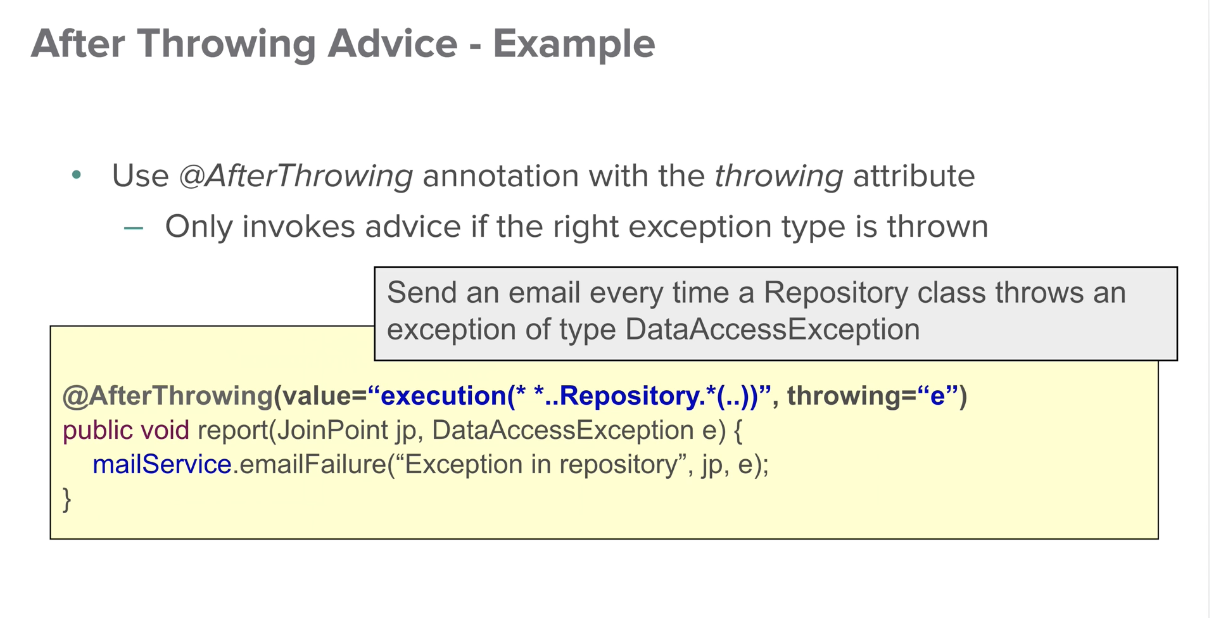 After Throwing Advice - Example
• Use @AfterThrowing annotation with the throwing attribute
– Only invokes advice if the right exception type is thrown
Send an email every time a Repository class throws an
exception of type DataAccessException
@AfterThrowing(value=“execution(* *..Repository.*(..))”, throwing=“e”)
public void report(JoinPoint jp, DataAccessException e) {
mailService.emailFailure(“Exception in repository”, jp, e);
}